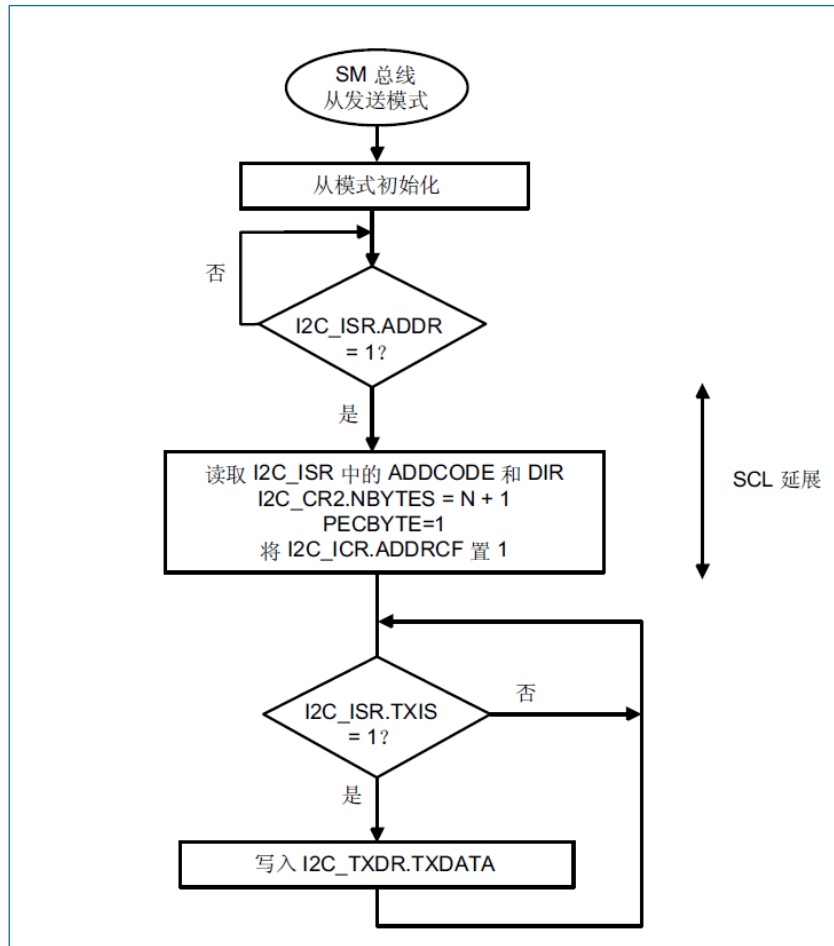 SM 总线
从发送模式
从模式初始化
否
I2C_ISR.ADDR
= 1?
是
读取 I2C_ISR 中的 ADDCODE 和 DIR
I2C_CR2.NBYTES = N + 1
PECBYTE=1
将 I2C_ICR.ADDRCF 置 1
SCL 延展
I2C_ISR.TXIS
= 1?
否
是
写入 I2C_TXDR.TXDATA